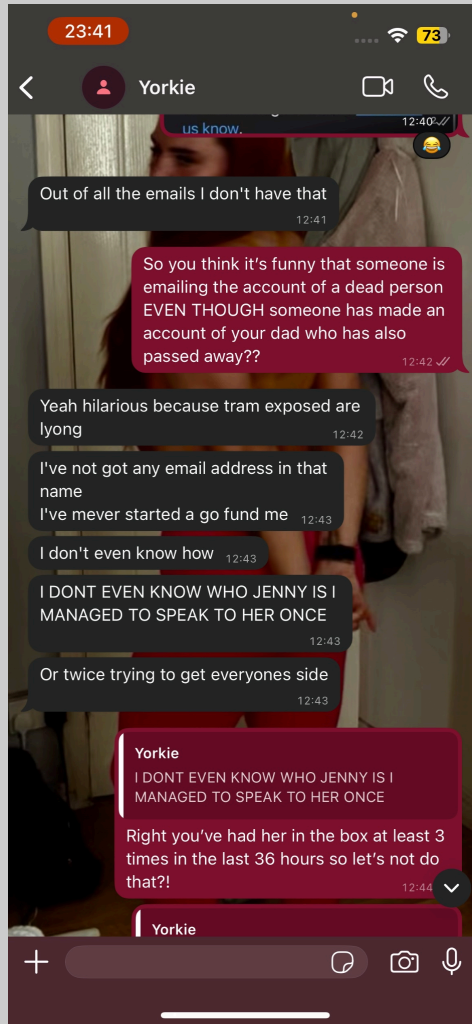 23:41
73
Yorkie
us know.
12:40
😂
Out of all the emails I don't have that
12:41
So you think it’s funny that someone is
emailing the account of a dead person
EVEN THOUGH someone has made an
account of your dad who has also
passed away??
12:42
Yeah hilarious because tram exposed are
lyong
12:42
I've not got any email address in that
name
I've mever started a go fund me
12:43
I don't even know how
12:43
I DONT EVEN KNOW WHO JENNY IS I
MANAGED TO SPEAK TO HER ONCE
12:43
Or twice trying to get everyones side
12:43
Yorkie
I DONT EVEN KNOW WHO JENNY IS I
MANAGED TO SPEAK TO HER ONCE
Right you’ve had her in the box at least 3
times in the last 36 hours so let’s not do
that?!
12:44
Yorkie